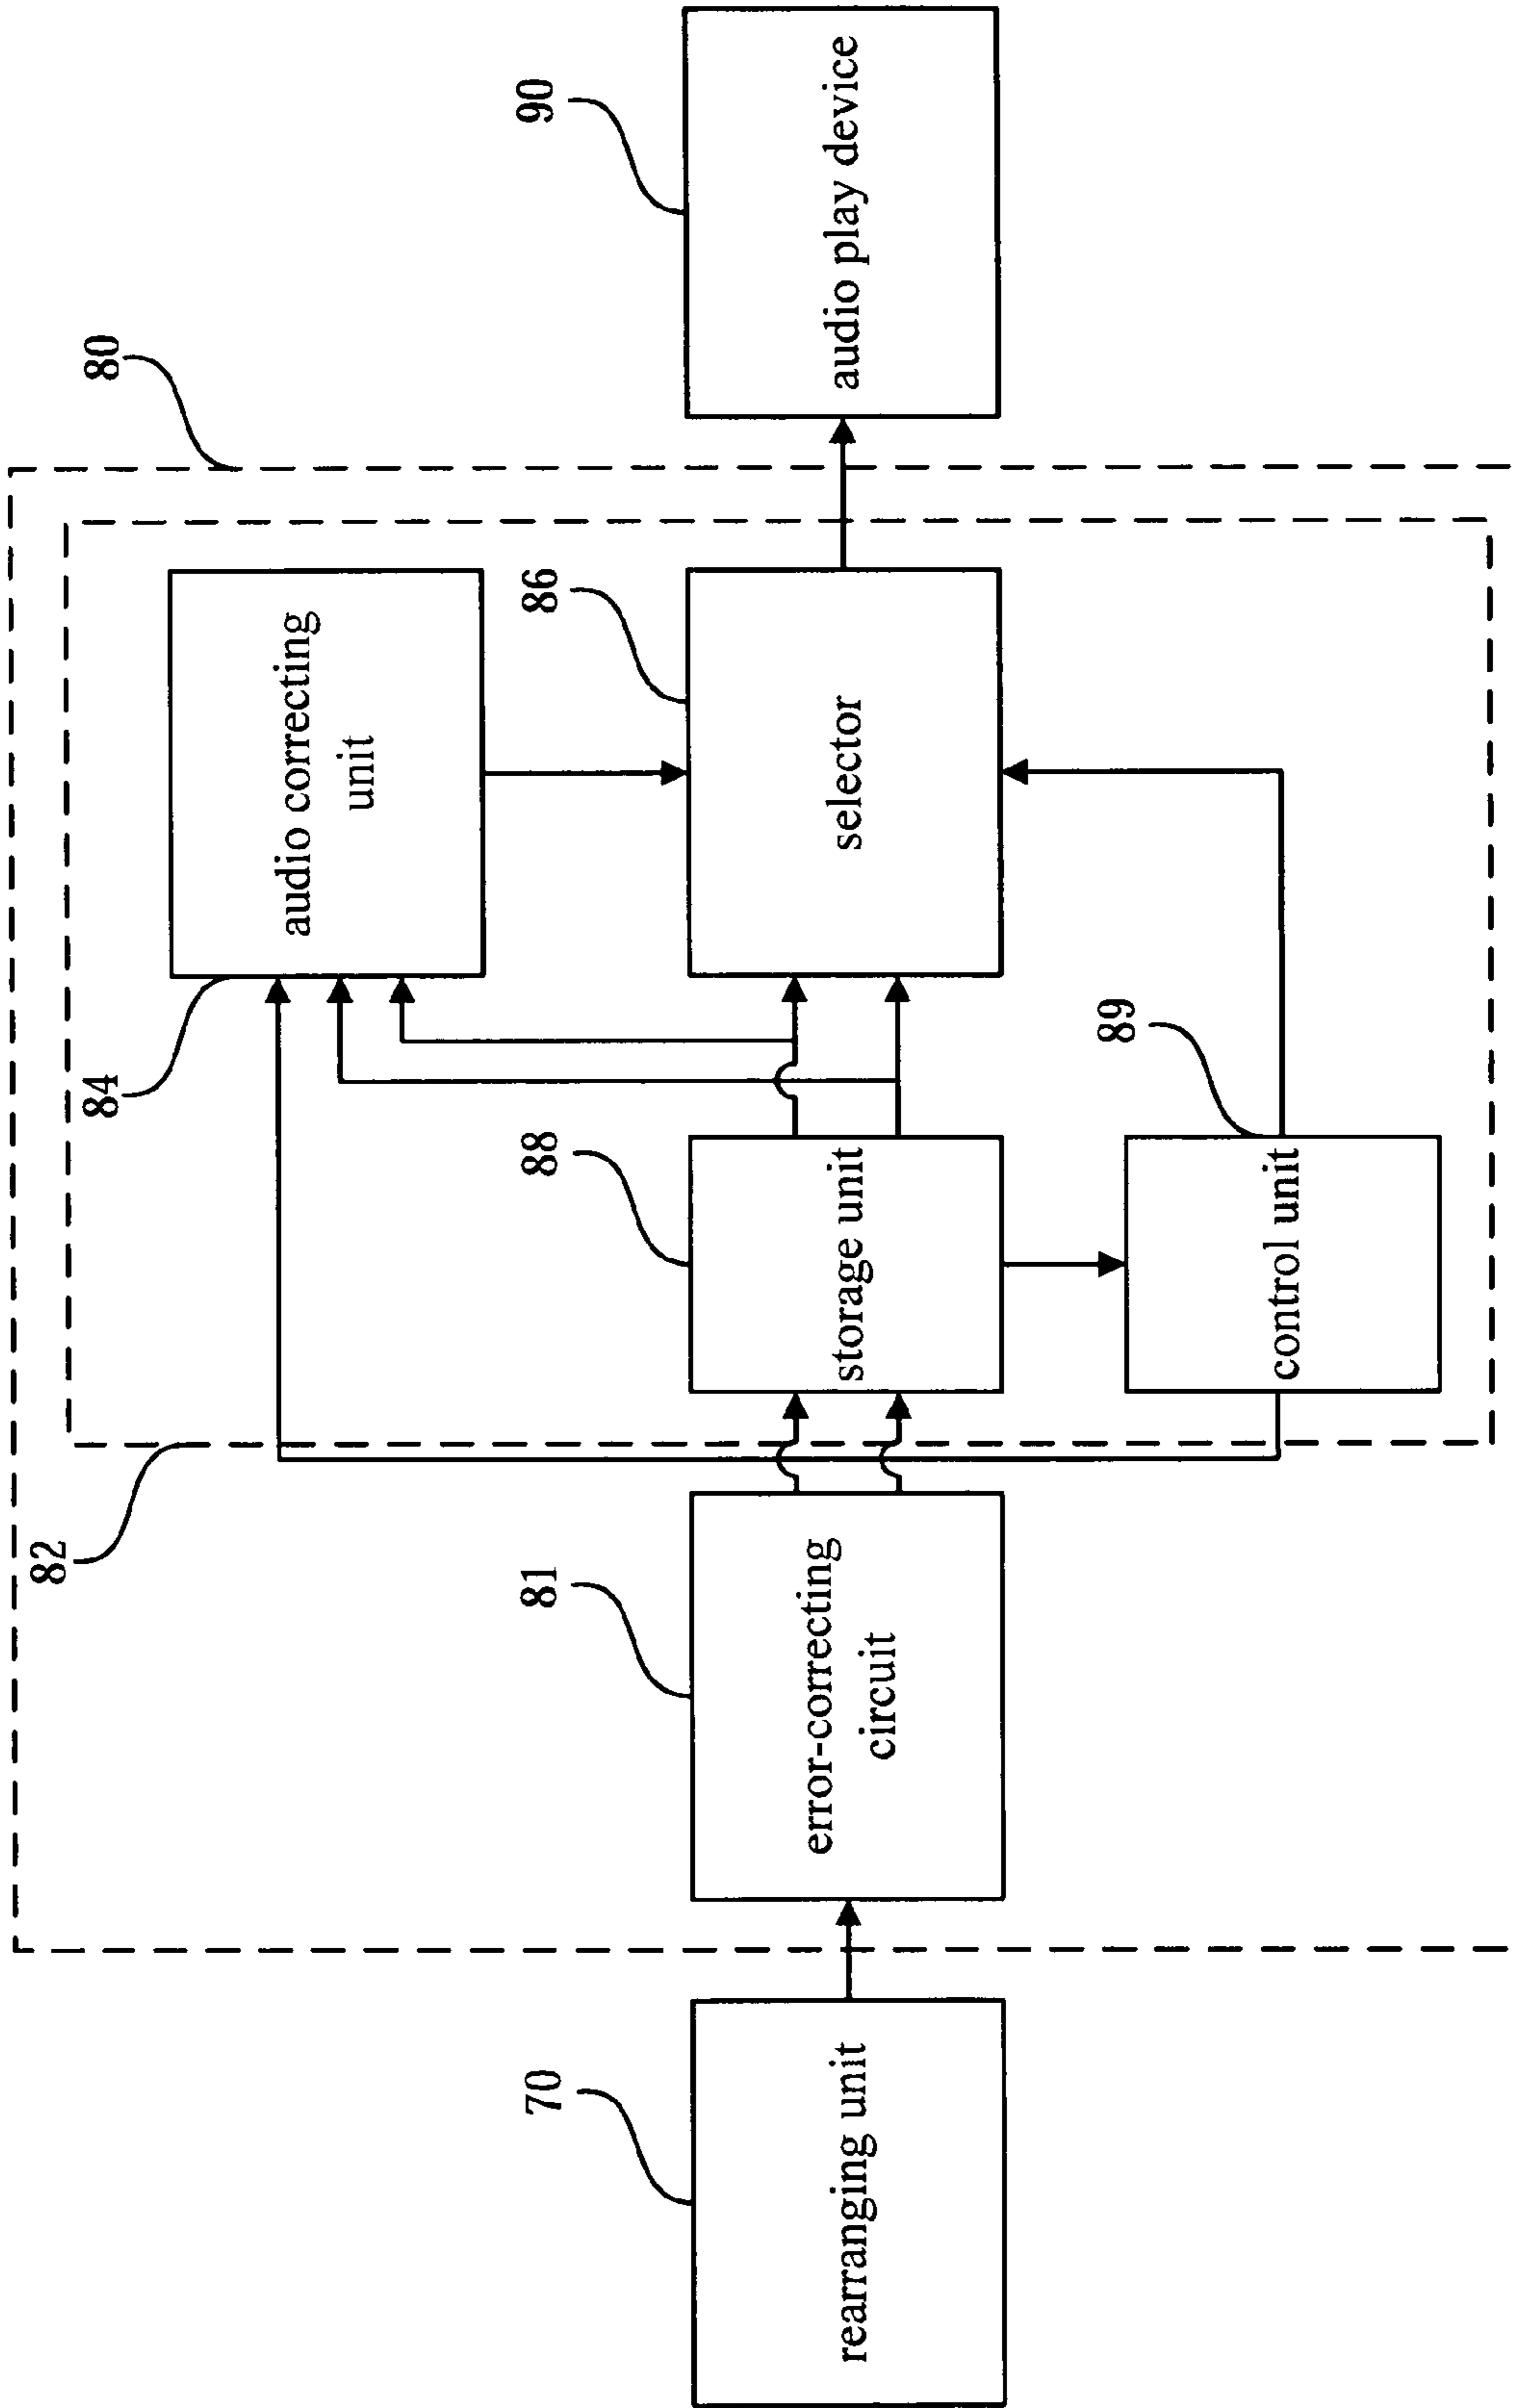 80
82
84
audio correcting
unit
70
rearranging unit
81
error-correcting
circuit
88
storage unit
86
selector
90
audio play device
89
control unit